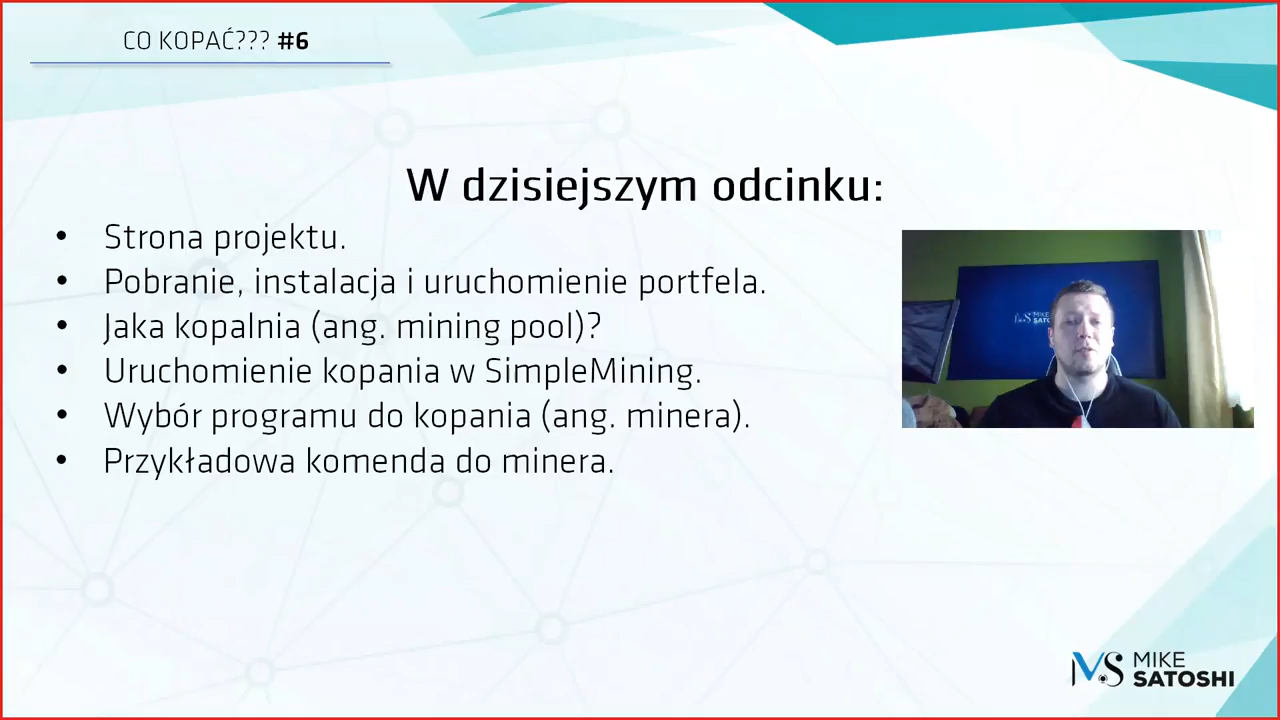 CO KOPAĆ??? #6
W dzisiejszym odcinku:
• Strona projektu.
• Pobranie, instalacja i uruchomienie portfela.
• Jaka kopalnia (ang. mining pool)?
• Uruchomienie kopania w SimpleMining.
• Wybór programu do kopania (ang. minera).
• Przykładowa komenda do minera.
MS MIKE
SATOSHI